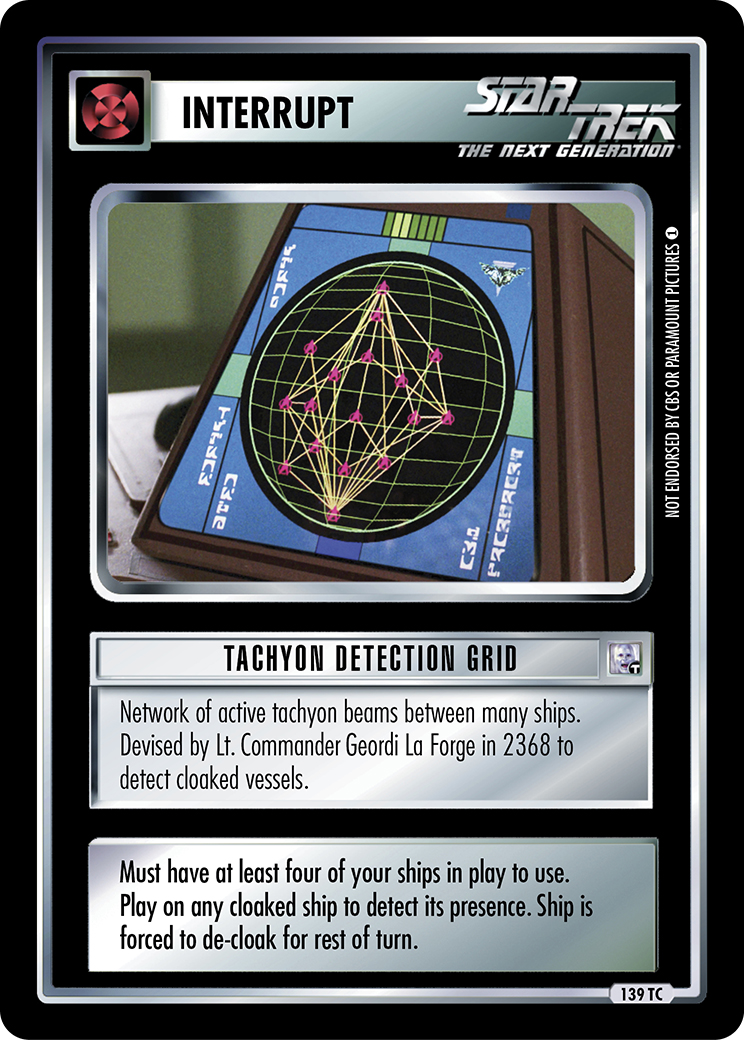 INTERRUPT
STAR TREK
THE NEXT GENERATION
NOT ENDORSED BY CBS OR PARAMOUNT PICTURES 1
TACHYON DETECTION GRID
T
Network of active tachyon beams between many ships.
Devised by Lt. Commander Geordi La Forge in 2368 to
detect cloaked vessels.
Must have at least four of your ships in play to use.
Play on any cloaked ship to detect its presence. Ship is
forced to de-cloak for rest of turn.
139 TC